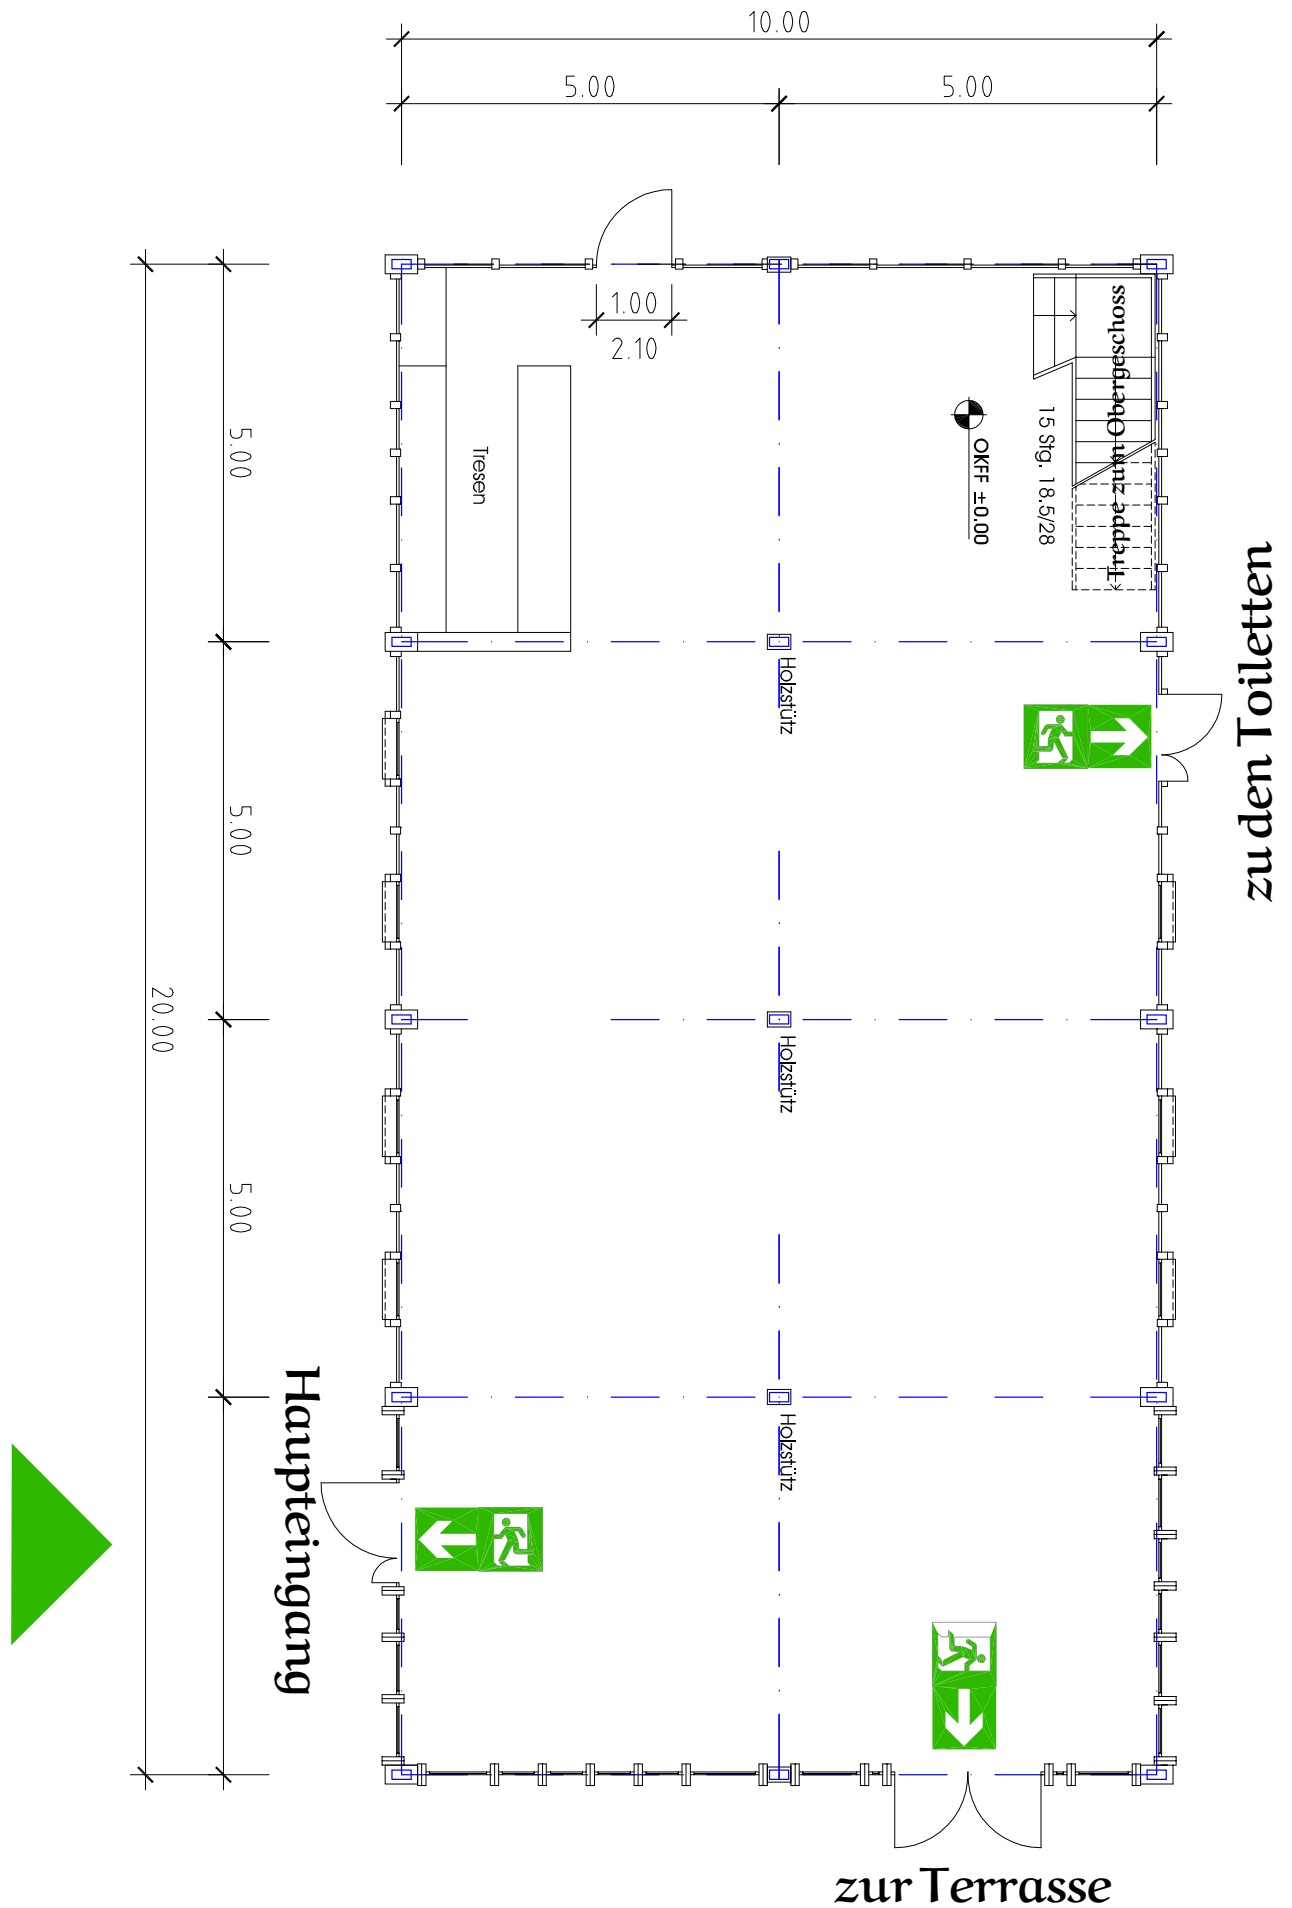 10.00
5.00
5.00
1.00
2.10
Treppe zum Obergeschoss
15 Stg. 18.5/28
OKFF ±0.00
Tresen
5.00
zu den Toiletten
Holzstütz
5.00
20.00
Holzstütz
5.00
Haupteingang
Holzstütz
zur Terrasse